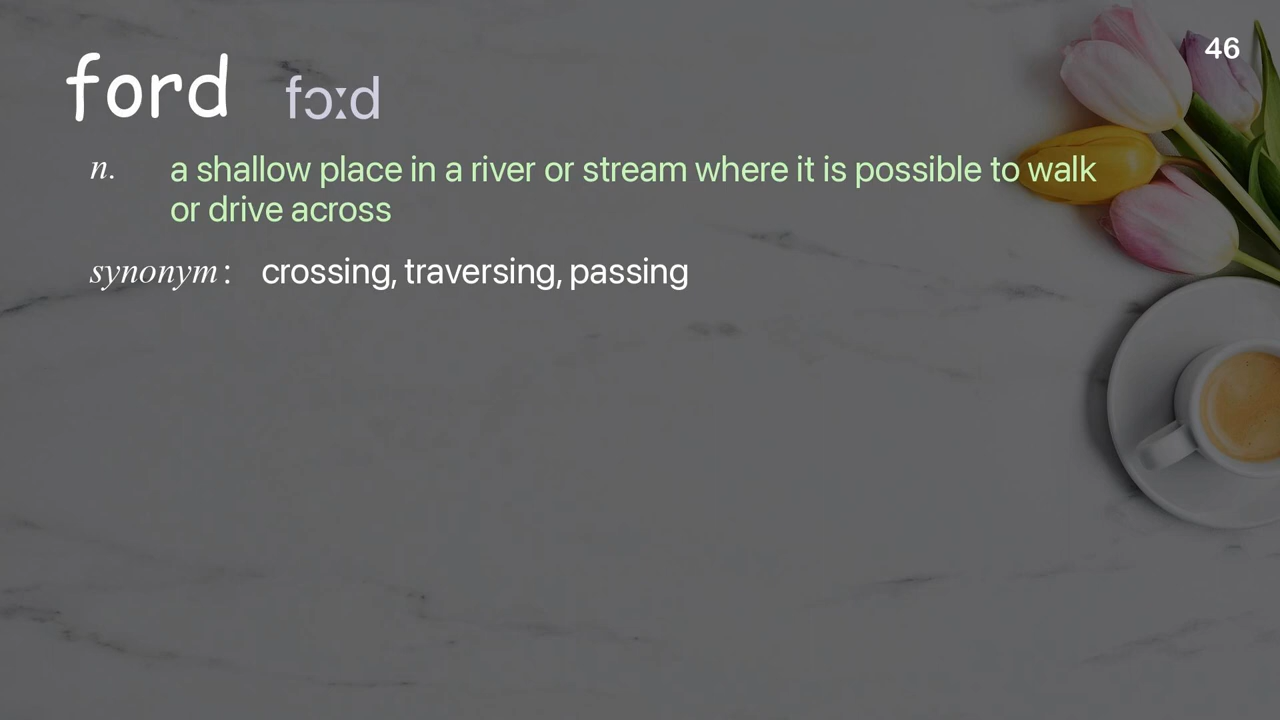 46
ford fɔːd
n. a shallow place in a river or stream where it is possible to walk
or drive across
synonym: crossing, traversing, passing